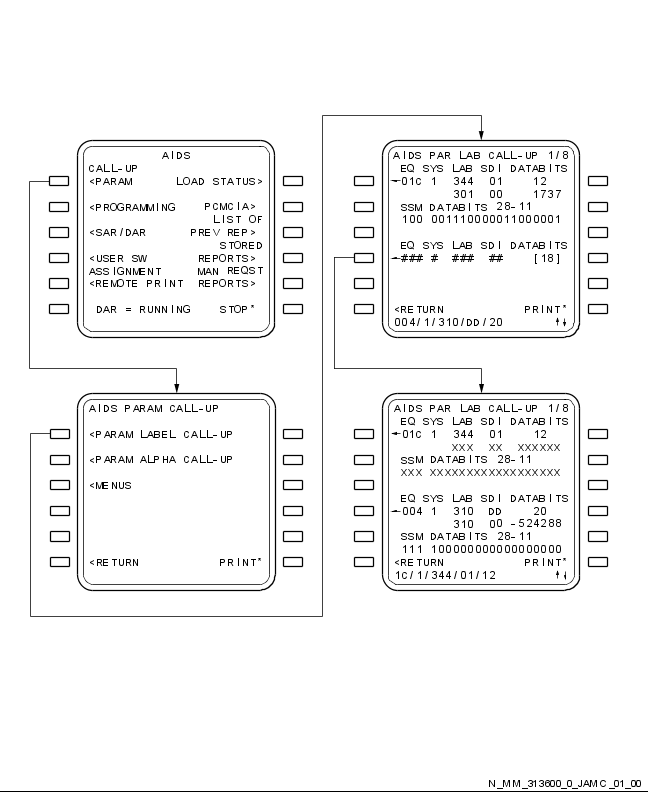 AIDS
CALL-UP
<PARAM LOAD STATUS>
<PROGRAMMING PCMCIA>
LIST OF
<SAR/DAR PREV REP>
STORED
<USER SW REPORTS>
ASSIGNMENT MAN REQST
<REMOTE PRINT REPORTS>
DAR = RUNNING STOP*
AIDS PAR LAB CALL-UP 1/8
EQ SYS LAB SDI DATABITS
←01C 1 344 01 12
301 00 1737
SSM DATABITS 28-11
100 001110000011000001
EQ SYS LAB SDI DATABITS
←### # ### ## [18]
<RETURN PRINT*
004/1/310/DD/20 ↑↓
AIDS PARAM CALL-UP
<PARAM LABEL CALL-UP
<PARAM ALPHA CALL-UP
<MENUS
<RETURN PRINT*
AIDS PAR LAB CALL-UP 1/8
EQ SYS LAB SDI DATABITS
←01C 1 344 01 12
XXX XX XXXXXX
SSM DATABITS 28-11
XXX XXXXXXXXXXXXXXXXXX
EQ SYS LAB SDI DATABITS
←004 1 310 DD 20
310 00 -524288
SSM DATABITS 28-11
111 100000000000000000
<RETURN PRINT*
1C/1/344/01/12 ↑↓
N_MM_313600_0_JAMC_01_00